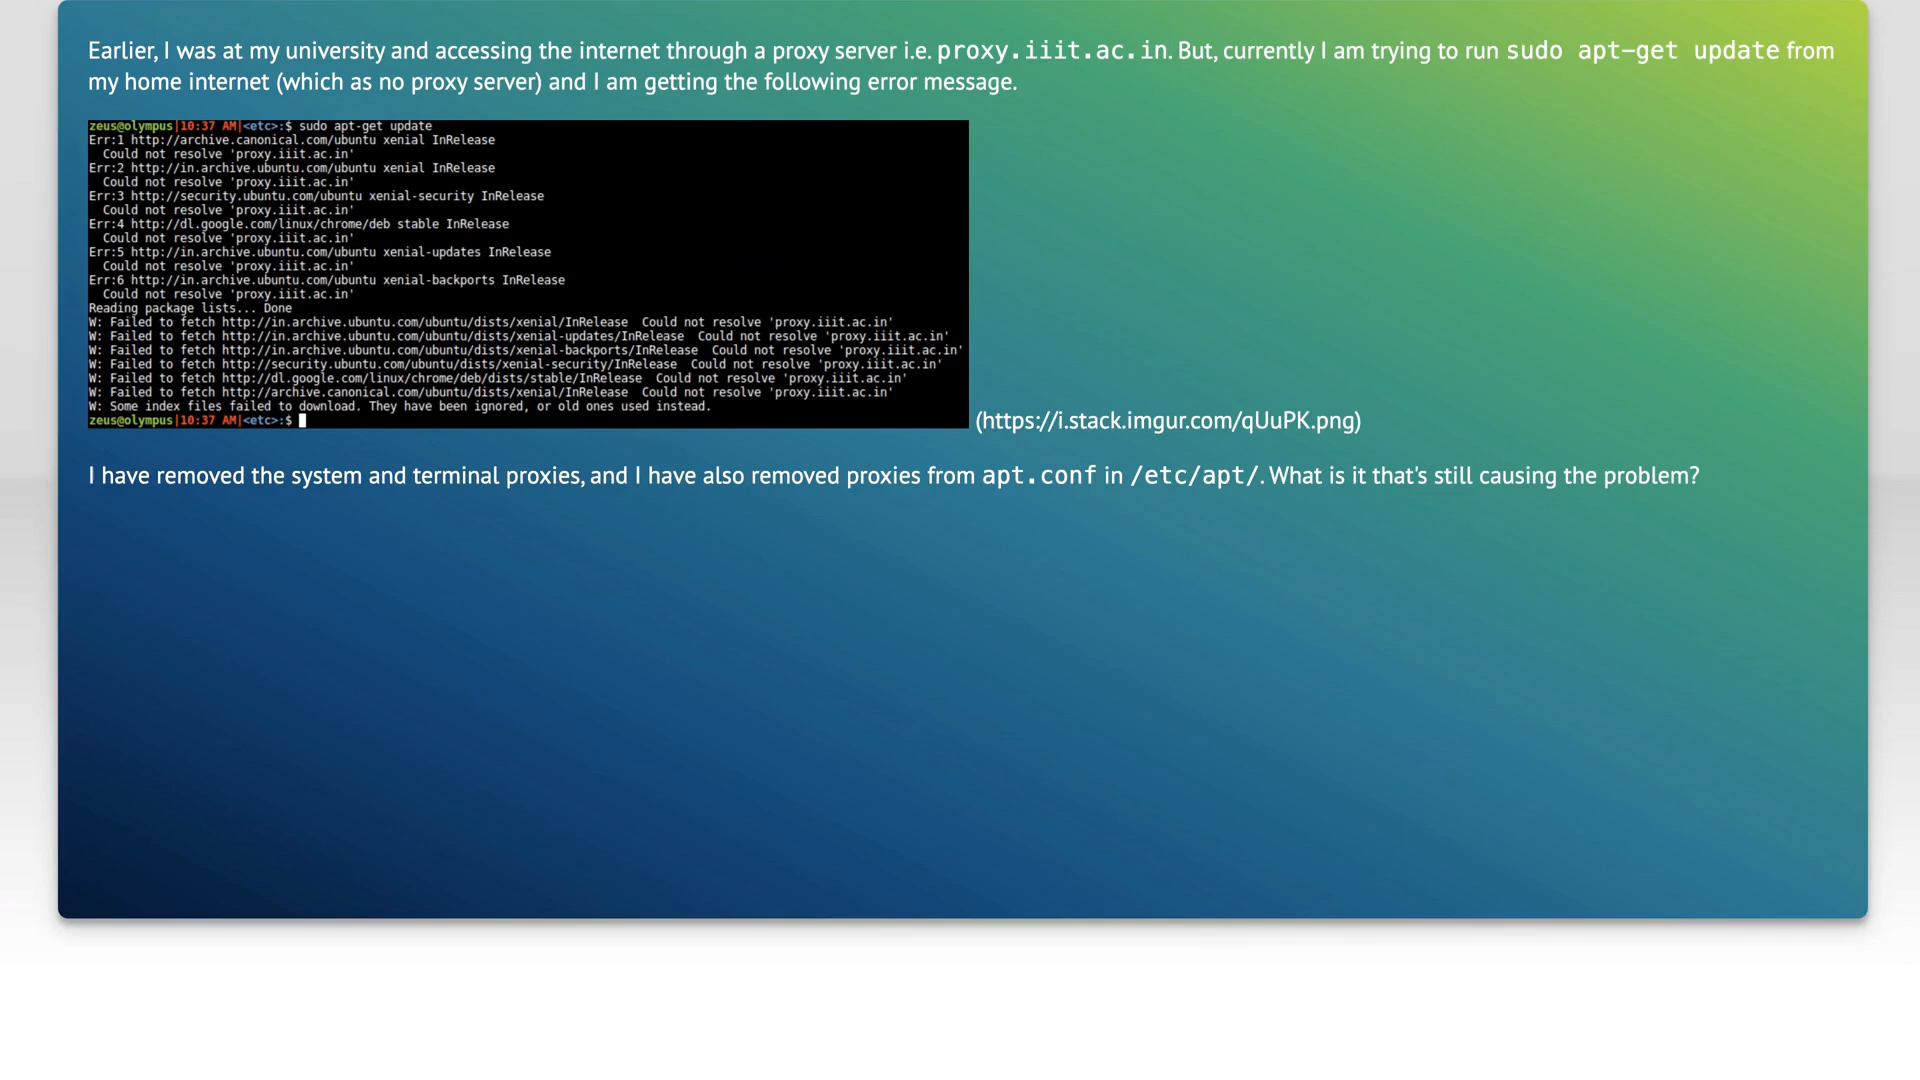 Earlier, I was at my university and accessing the internet through a proxy server i.e. proxy.iiit.ac.in. But, currently I am trying to run sudo apt-get update from
my home internet (which as no proxy server) and I am getting the following error message.
zeus@olympus|10:37 AM|<etc>:$ sudo apt-get update
Err:1 http://archive.canonical.com/ubuntu xenial InRelease
  Could not resolve 'proxy.iiit.ac.in'
Err:2 http://in.archive.ubuntu.com/ubuntu xenial InRelease
  Could not resolve 'proxy.iiit.ac.in'
Err:3 http://security.ubuntu.com/ubuntu xenial-security InRelease
  Could not resolve 'proxy.iiit.ac.in'
Err:4 http://dl.google.com/linux/chrome/deb stable InRelease
  Could not resolve 'proxy.iiit.ac.in'
Err:5 http://in.archive.ubuntu.com/ubuntu xenial-updates InRelease
  Could not resolve 'proxy.iiit.ac.in'
Err:6 http://in.archive.ubuntu.com/ubuntu xenial-backports InRelease
  Could not resolve 'proxy.iiit.ac.in'
Reading package lists... Done
W: Failed to fetch http://in.archive.ubuntu.com/ubuntu/dists/xenial/InRelease  Could not resolve 'proxy.iiit.ac.in'
W: Failed to fetch http://in.archive.ubuntu.com/ubuntu/dists/xenial-updates/InRelease  Could not resolve 'proxy.iiit.ac.in'
W: Failed to fetch http://in.archive.ubuntu.com/ubuntu/dists/xenial-backports/InRelease  Could not resolve 'proxy.iiit.ac.in'
W: Failed to fetch http://security.ubuntu.com/ubuntu/dists/xenial-security/InRelease  Could not resolve 'proxy.iiit.ac.in'
W: Failed to fetch http://dl.google.com/linux/chrome/deb/dists/stable/InRelease  Could not resolve 'proxy.iiit.ac.in'
W: Failed to fetch http://archive.canonical.com/ubuntu/dists/xenial/InRelease  Could not resolve 'proxy.iiit.ac.in'
W: Some index files failed to download. They have been ignored, or old ones used instead.
zeus@olympus|10:37 AM|<etc>:$
(https://i.stack.imgur.com/qUuPK.png)
I have removed the system and terminal proxies, and I have also removed proxies from apt.conf in /etc/apt/. What is it that's still causing the problem?